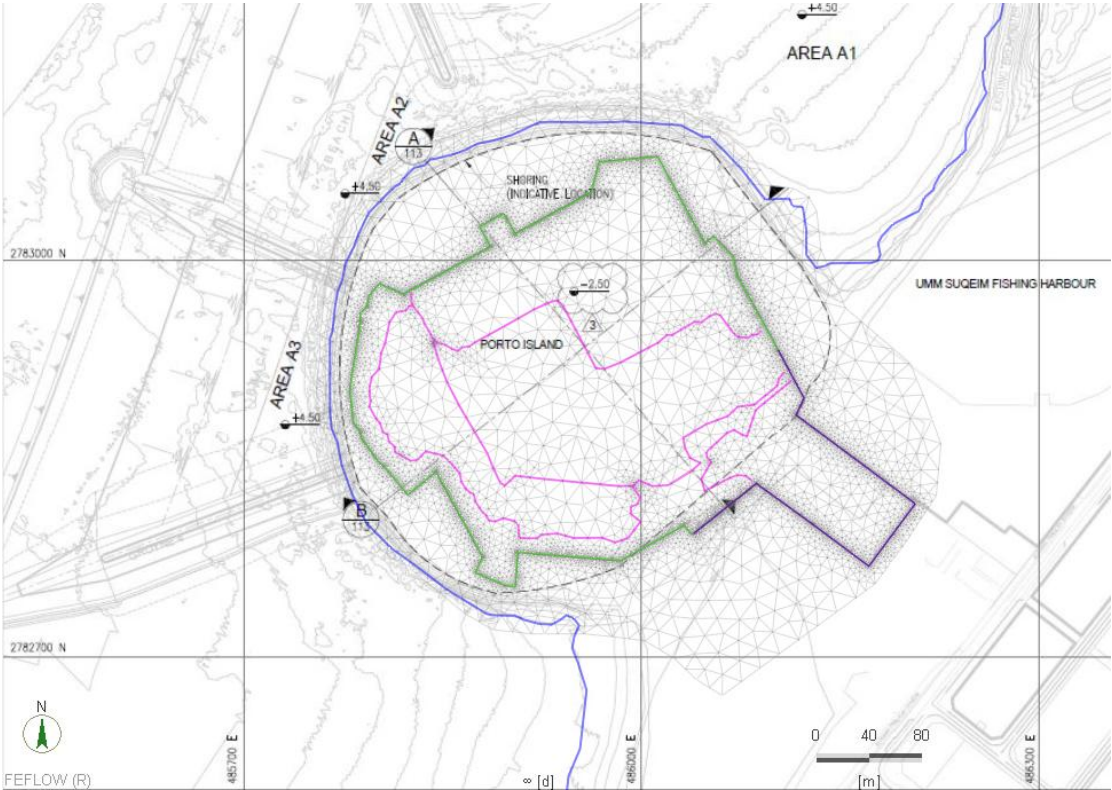 +4.50
AREA A1
AREA A2
A
113
+4.50
SHORING
(INDICATIVE LOCATION)
2783000 N
-2.50
3
UMM SUQEIM FISHING HARBOUR
PORTO ISLAND
AREA A3
+4.50
B
113
2782700 N
N
0 40 80
485700 E
486000 E
486300 E
FEFLOW (R)
∞ [d]
[m]